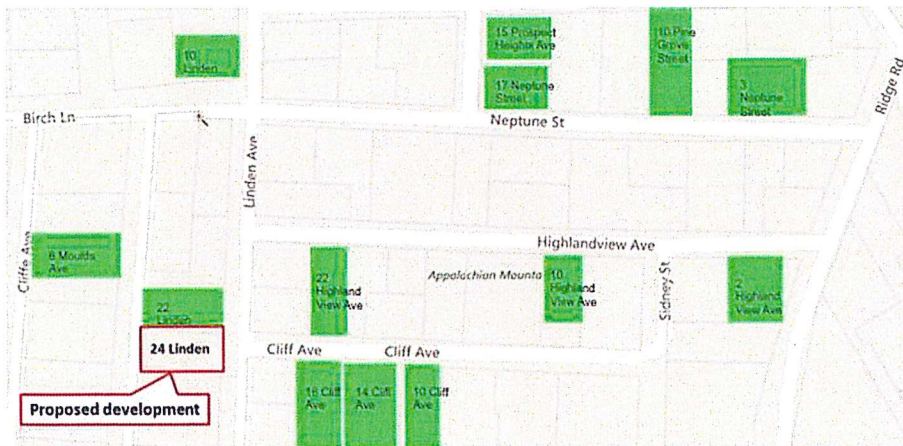 10
Linden
15 Prospect
Heights Ave
10 Pine
Grove
Street
17 Neptune
Street
3
Neptune
Street
Ridge Rd
Birch Ln
Neptune St
Linden Ave
Cliffe Ave
6 Moulds
Ave
Highlandview Ave
Appalachian Mounta
22
Highland
View Ave
10
Highland
View Ave
Sidney St
2
Highland
View Ave
22
Linden
24 Linden
Cliff Ave
Cliff Ave
16 Cliff
Ave
14 Cliff
Ave
10 Cliff
Ave
Proposed development